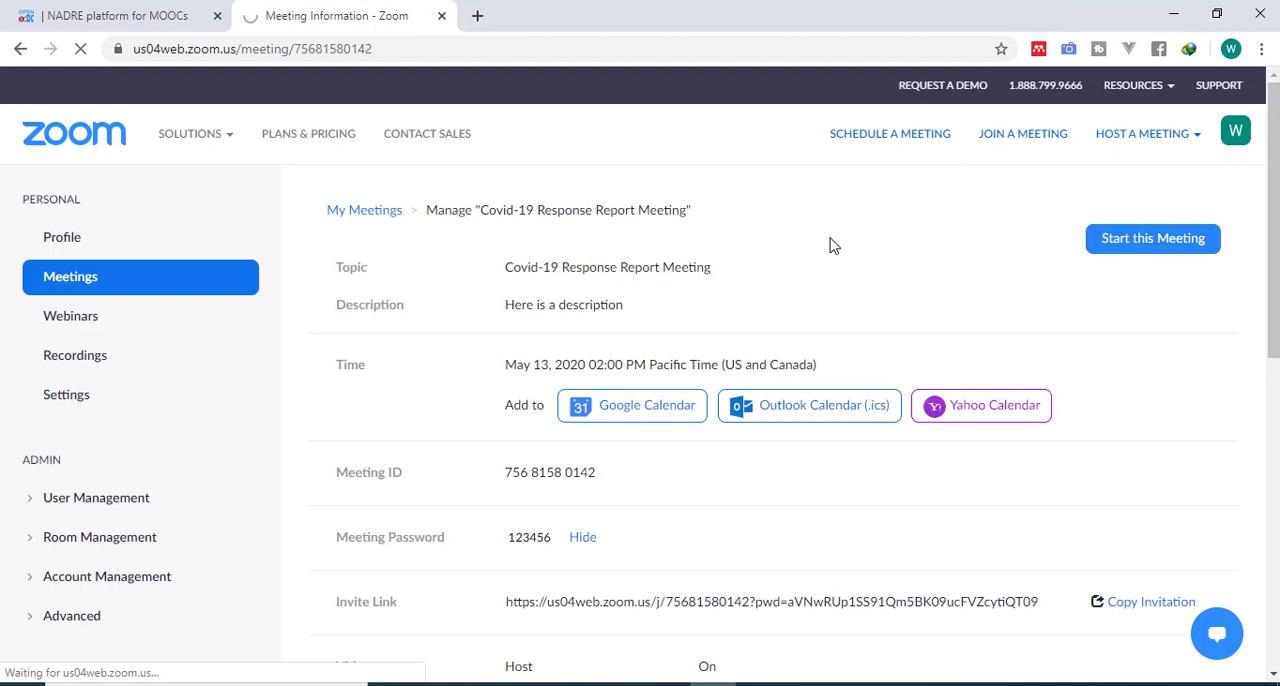 | NADRE platform for MOOCs
Meeting Information - Zoom
us04web.zoom.us/meeting/75681580142
W
REQUEST A DEMO 1.888.799.9666 RESOURCES SUPPORT
zoom SOLUTIONS PLANS & PRICING CONTACT SALES SCHEDULE A MEETING JOIN A MEETING HOST A MEETING W
PERSONAL
Profile
Meetings
Webinars
Recordings
Settings
ADMIN
User Management
Room Management
Account Management
Advanced
My Meetings > Manage "Covid-19 Response Report Meeting"
Start this Meeting
Topic Covid-19 Response Report Meeting
Description Here is a description
Time May 13, 2020 02:00 PM Pacific Time (US and Canada)
Add to 31 Google Calendar Outlook Calendar (.ics) Yahoo Calendar
Meeting ID 756 8158 0142
Meeting Password 123456 Hide
Invite Link https://us04web.zoom.us/j/75681580142?pwd=aVNwRUp1SS91Qm5BK09ucFVZcytiQT09 Copy Invitation
Host On
Waiting for us04web.zoom.us...